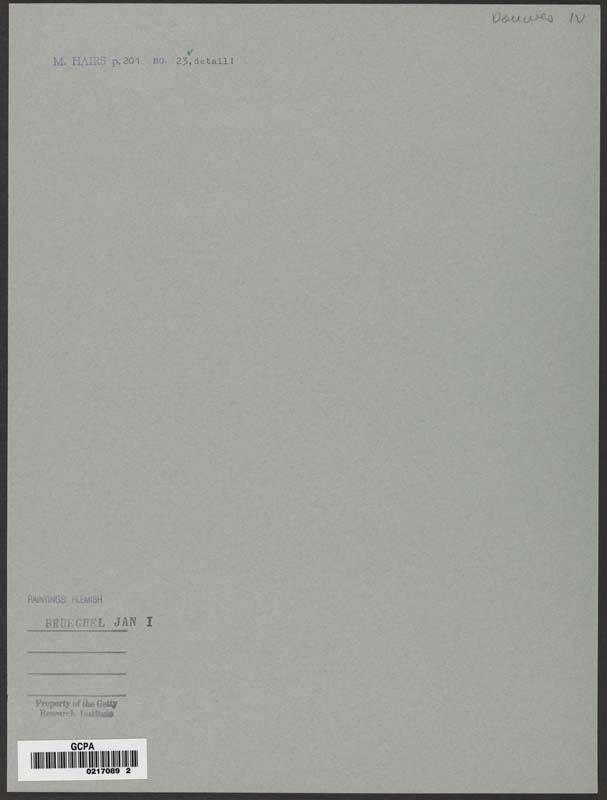 Douwes IV
M. HAIRS p.201 no. 23,detail!
PAINTINGS: FLEMISH
BRUEGHEL JAN I
Property of the Getty
Research Institute
GCPA
0217089 2